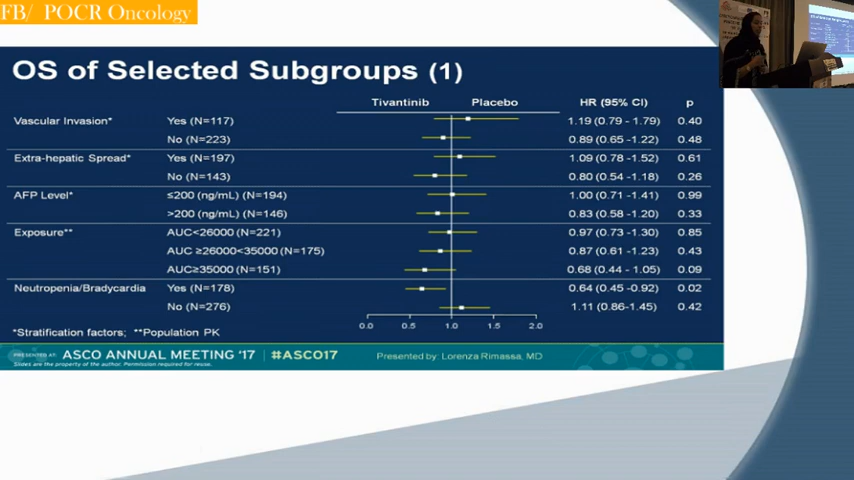 FB/ POCR Oncology
OS of Selected Subgroups (1)
Tivantinib Placebo HR (95% CI) p
Vascular Invasion* Yes (N=117) 1.19 (0.79 - 1.79) 0.40
No (N=223) 0.89 (0.65 -1.22) 0.48
Extra-hepatic Spread* Yes (N=197) 1.09 (0.78 -1.52) 0.61
No (N=143) 0.80 (0.54 -1.18) 0.26
AFP Level* ≤200 (ng/mL) (N=194) 1.00 (0.71 -1.41) 0.99
>200 (ng/mL) (N=146) 0.83 (0.58 -1.20) 0.33
Exposure** AUC<26000 (N=221) 0.97 (0.73 -1.30) 0.85
AUC ≥26000<35000 (N=175) 0.87 (0.61 -1.23) 0.43
AUC≥35000 (N=151) 0.68 (0.44 - 1.05) 0.09
Neutropenia/Bradycardia Yes (N=178) 0.64 (0.45 -0.92) 0.02
No (N=276) 1.11 (0.86-1.45) 0.42
0.0 0.5 1.0 1.5 2.0
*Stratification factors; **Population PK
PRESENTED AT: ASCO ANNUAL MEETING '17 | #ASCO17 Presented by: Lorenza Rimassa, MD
Slides are the property of the author. Permission required for reuse.